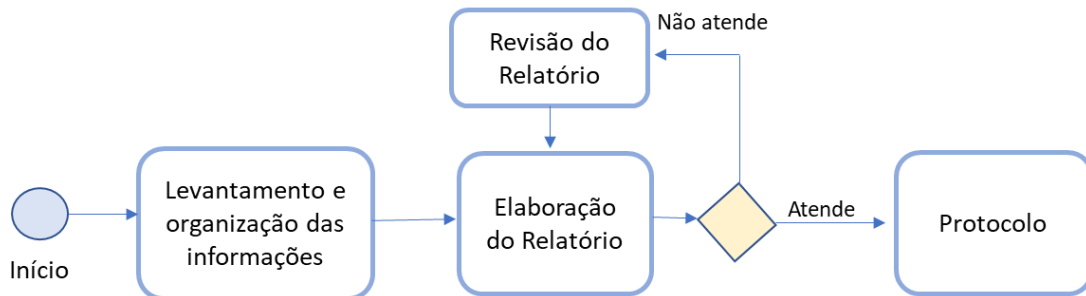 Início
Levantamento e
organização das
informações
Revisão do
Relatório
Elaboração
do Relatório
Não atende
Atende
Protocolo